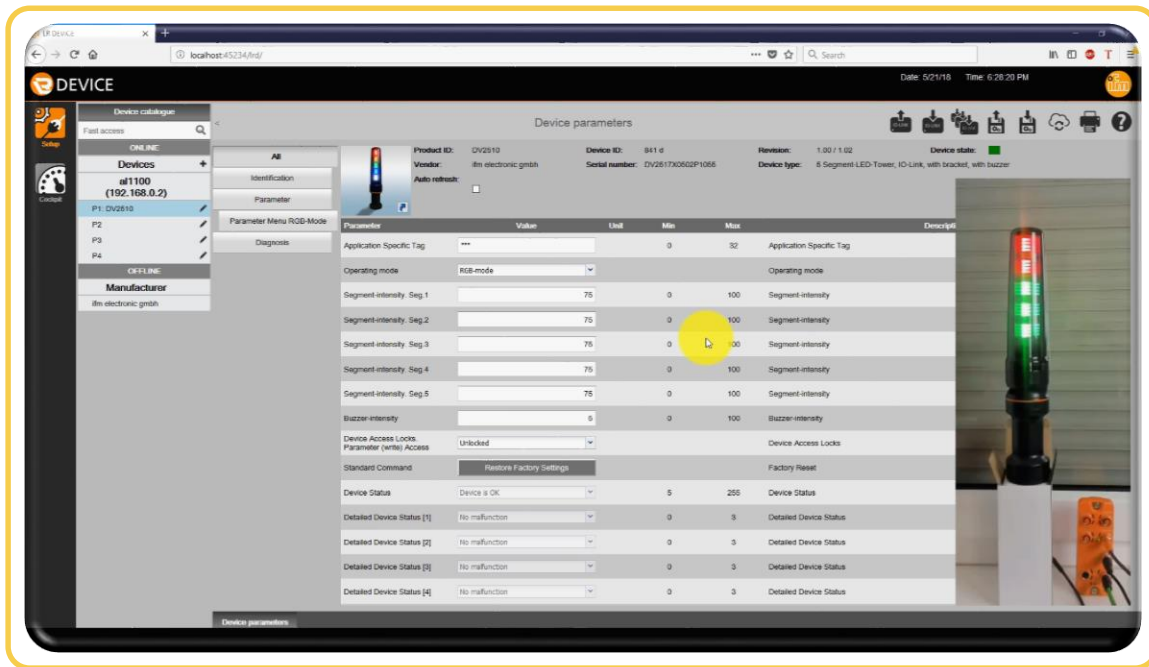 LR DEVICE
localhost:45234/lrd/
Search
DEVICE
Date: 5/21/18 Time: 6:28:20 PM
Setup
Cockpit
Device catalogue
Fast access
ONLINE
Devices +
al1100
(192.168.0.2)
P1: DV2510
P2
P3
P4
OFFLINE
Manufacturer
ifm electronic gmbh
Device parameters
All
Identification
Parameter
Parameter Menu RGB-Mode
Diagnosis
Product ID: DV2510 Device ID: 841 d Revision: 1.00 / 1.02 Device state:
Vendor: ifm electronic gmbh Serial number: DV2617X0602P1066 Device type: 8 Segment-LED-Tower, IO-Link, with bracket, with buzzer
Auto refresh:
Parameter Value Unit Min Max
Application Specific Tag *** 0 32 Application Specific Tag
Operating mode RGB-mode Operating mode
Segment-intensity. Seg.1 75 0 100 Segment-intensity
Segment-intensity. Seg.2 75 0 100 Segment-intensity
Segment-intensity. Seg.3 75 0 100 Segment-intensity
Segment-intensity. Seg.4 75 0 100 Segment-intensity
Segment-intensity. Seg.5 75 0 100 Segment-intensity
Buzzer-intensity 5 0 100 Buzzer-intensity
Device Access Locks.
Parameter (write) Access Unlocked Device Access Locks
Standard Command Restore Factory Settings Factory Reset
Device Status Device is OK 5 255 Device Status
Detailed Device Status [1] No malfunction 0 3 Detailed Device Status
Detailed Device Status [2] No malfunction 0 3 Detailed Device Status
Detailed Device Status [3] No malfunction 0 3 Detailed Device Status
Detailed Device Status [4] No malfunction 0 3 Detailed Device Status
Device parameters